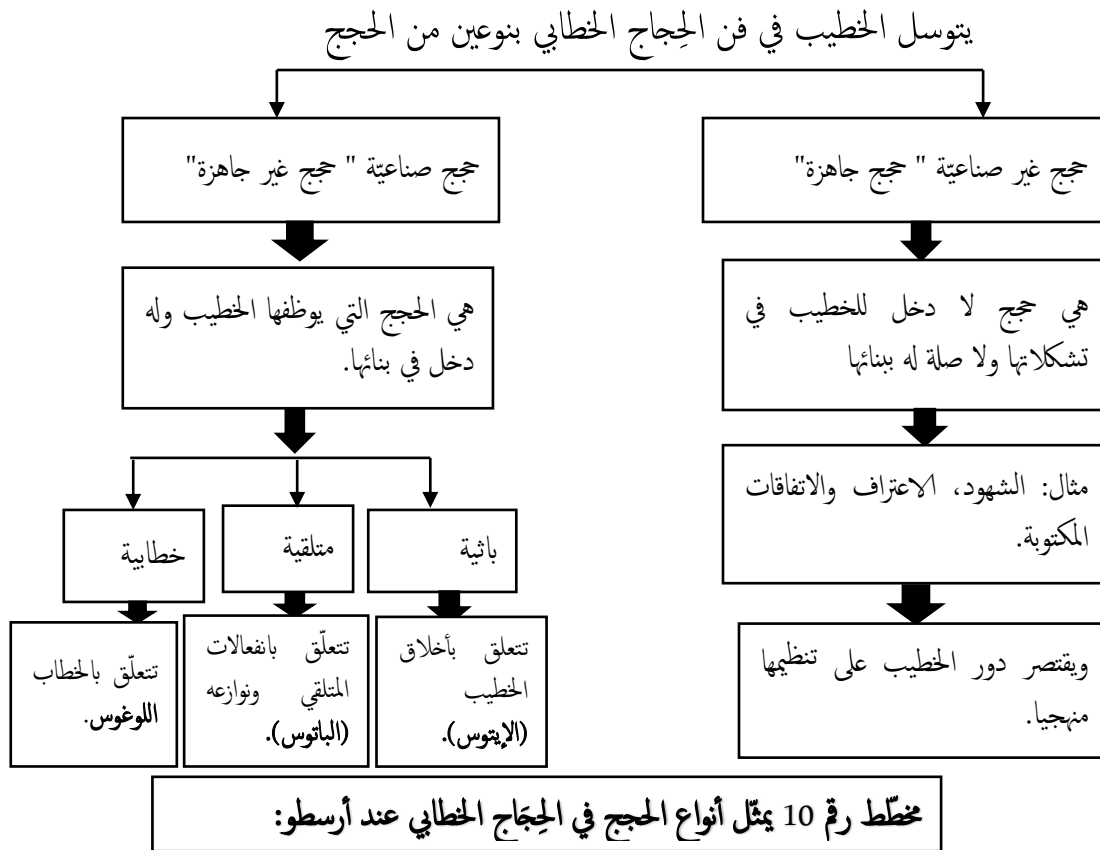 يتوسل الخطيب في فن الحِجاج الخطابي بنوعين من الحجج
حجج غير صناعيّة " حجج جاهزة"
هي حجج لا دخل للخطيب في
تشكلاتها ولا صلة له ببنائها
مثال: الشهود، الاعتراف والاتفاقات
المكتوبة.
ويقتصر دور الخطيب على تنظيمها
منهجيا.
حجج صناعيّة " حجج غير جاهزة"
هي الحجج التي يوظفها الخطيب وله
دخل في بنائها.
باثية
تتعلق بأخلاق
الخطيب
(الإيتوس).
متلقية
تتعلّق بانفعالات
المتلقي ونوازعه
(الباتوس).
خطابية
تتعلّق بالخطاب
اللوغوس.
مخطّط رقم 10 يمثّل أنواع الحجج في الحِجَاج الخطابي عند أرسطو: